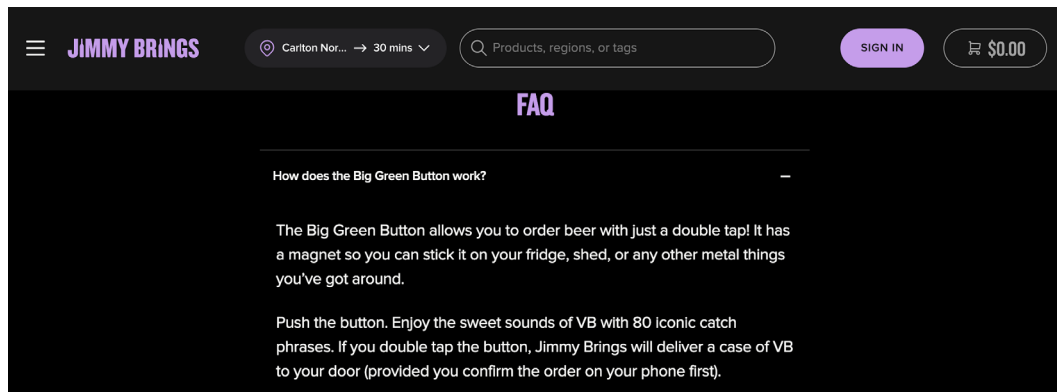 JIMMY BRINGS
Carlton Nor... → 30 mins
Products, regions, or tags
SIGN IN
$0.00
FAQ
How does the Big Green Button work?
The Big Green Button allows you to order beer with just a double tap! It has
a magnet so you can stick it on your fridge, shed, or any other metal things
you've got around.
Push the button. Enjoy the sweet sounds of VB with 80 iconic catch
phrases. If you double tap the button, Jimmy Brings will deliver a case of VB
to your door (provided you confirm the order on your phone first).